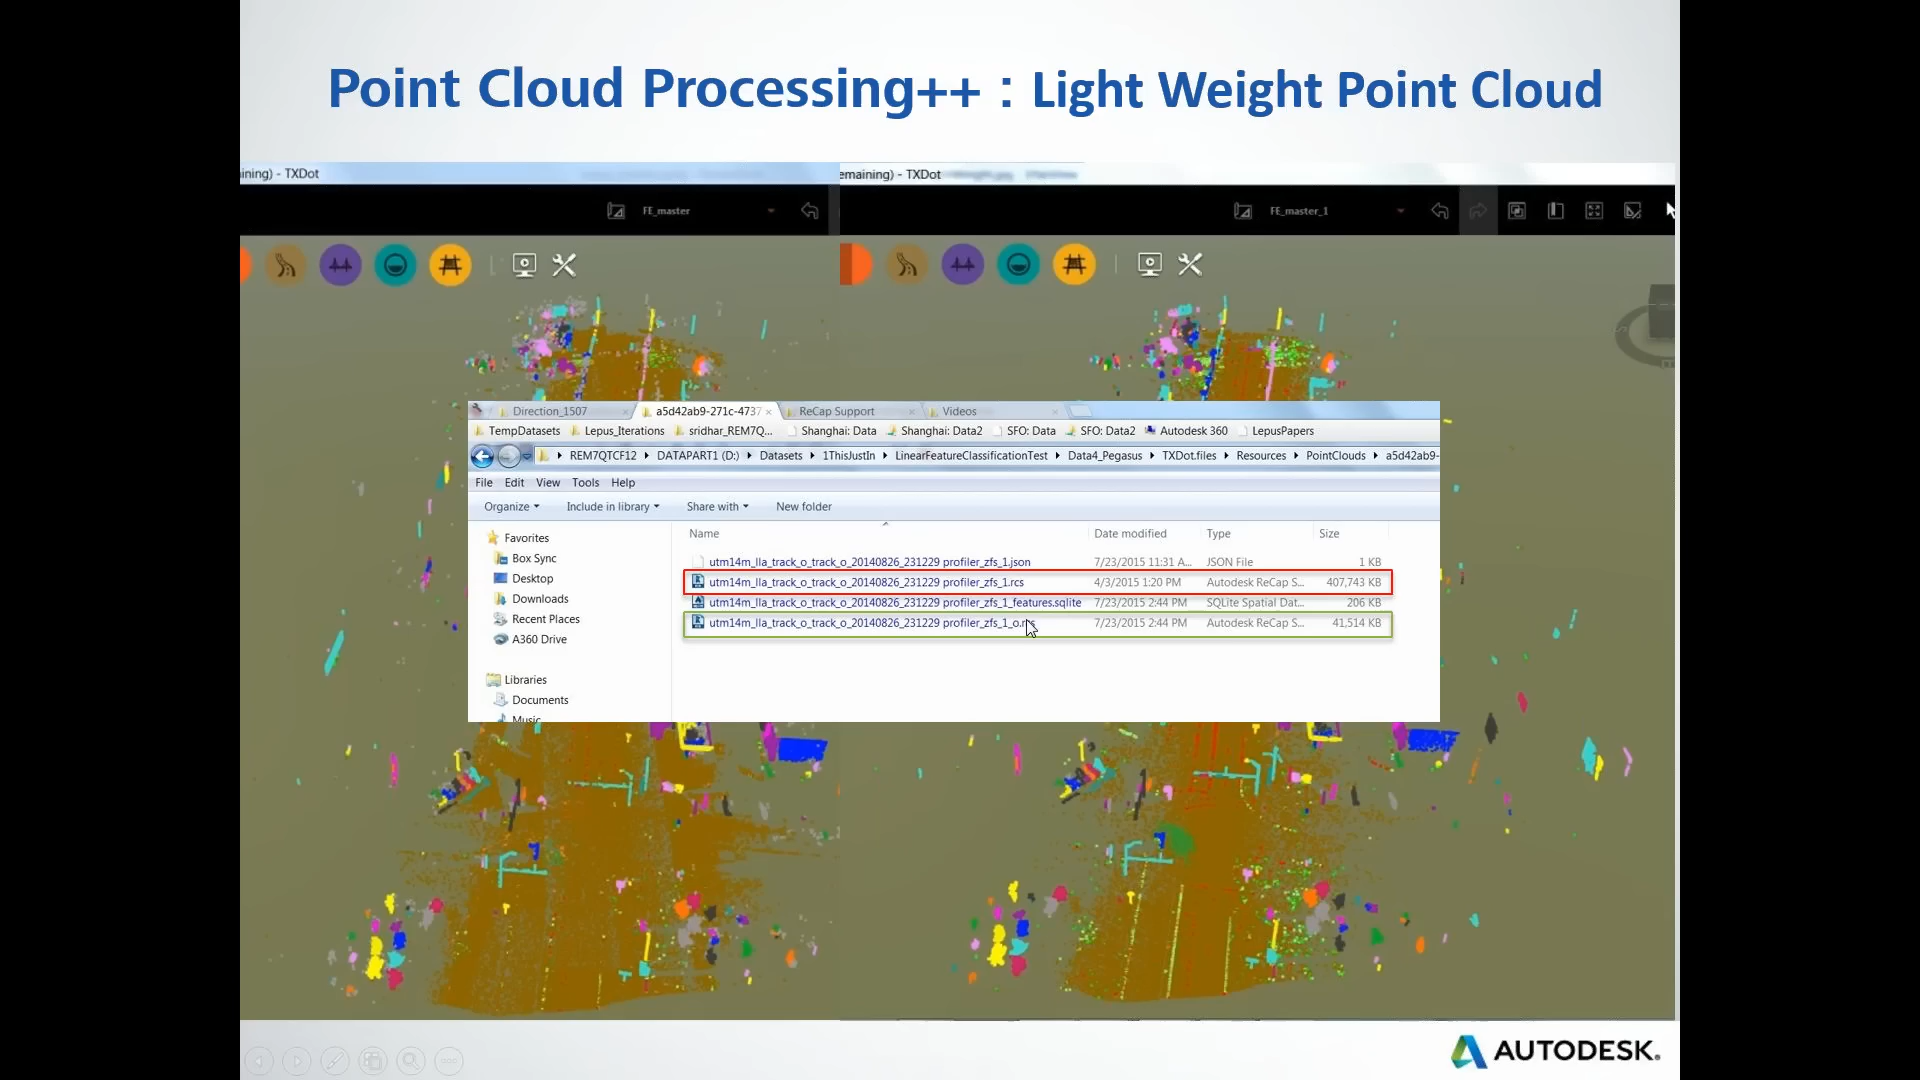 Point Cloud Processing++ : Light Weight Point Cloud
ining) - TXDot
emaining) - TXDot
FE_master
FE_master_1
Direction_1507
a5d42ab9-271c-4737
ReCap Support
Videos
TempDatasets Lepus_Iterations sridhar_REM7Q... Shanghai: Data Shanghai: Data2 SFO: Data SFO: Data2 Autodesk 360 LepusPapers
REM7QTCF12 DATAPART1 (D:) Datasets 1ThisJustIn LinearFeatureClassificationTest Data4_Pegasus TXDot.files Resources PointClouds a5d42ab9-
File Edit View Tools Help
Organize Include in library Share with New folder
Name Date modified Type Size
Favorites
Box Sync
Desktop
Downloads
Recent Places
A360 Drive
Libraries
Documents
Music
utm14m_lla_track_o_track_o_20140826_231229 profiler_zfs_1.json 7/23/2015 11:31 A... JSON File 1 KB
utm14m_lla_track_o_track_o_20140826_231229 profiler_zfs_1.rcs 4/3/2015 1:20 PM Autodesk ReCap S... 407,743 KB
utm14m_lla_track_o_track_o_20140826_231229 profiler_zfs_1_features.sqlite 7/23/2015 2:44 PM SQLite Spatial Dat... 206 KB
utm14m_lla_track_o_track_o_20140826_231229 profiler_zfs_1_o.r 7/23/2015 2:44 PM Autodesk ReCap S... 41,514 KB
AUTODESK.